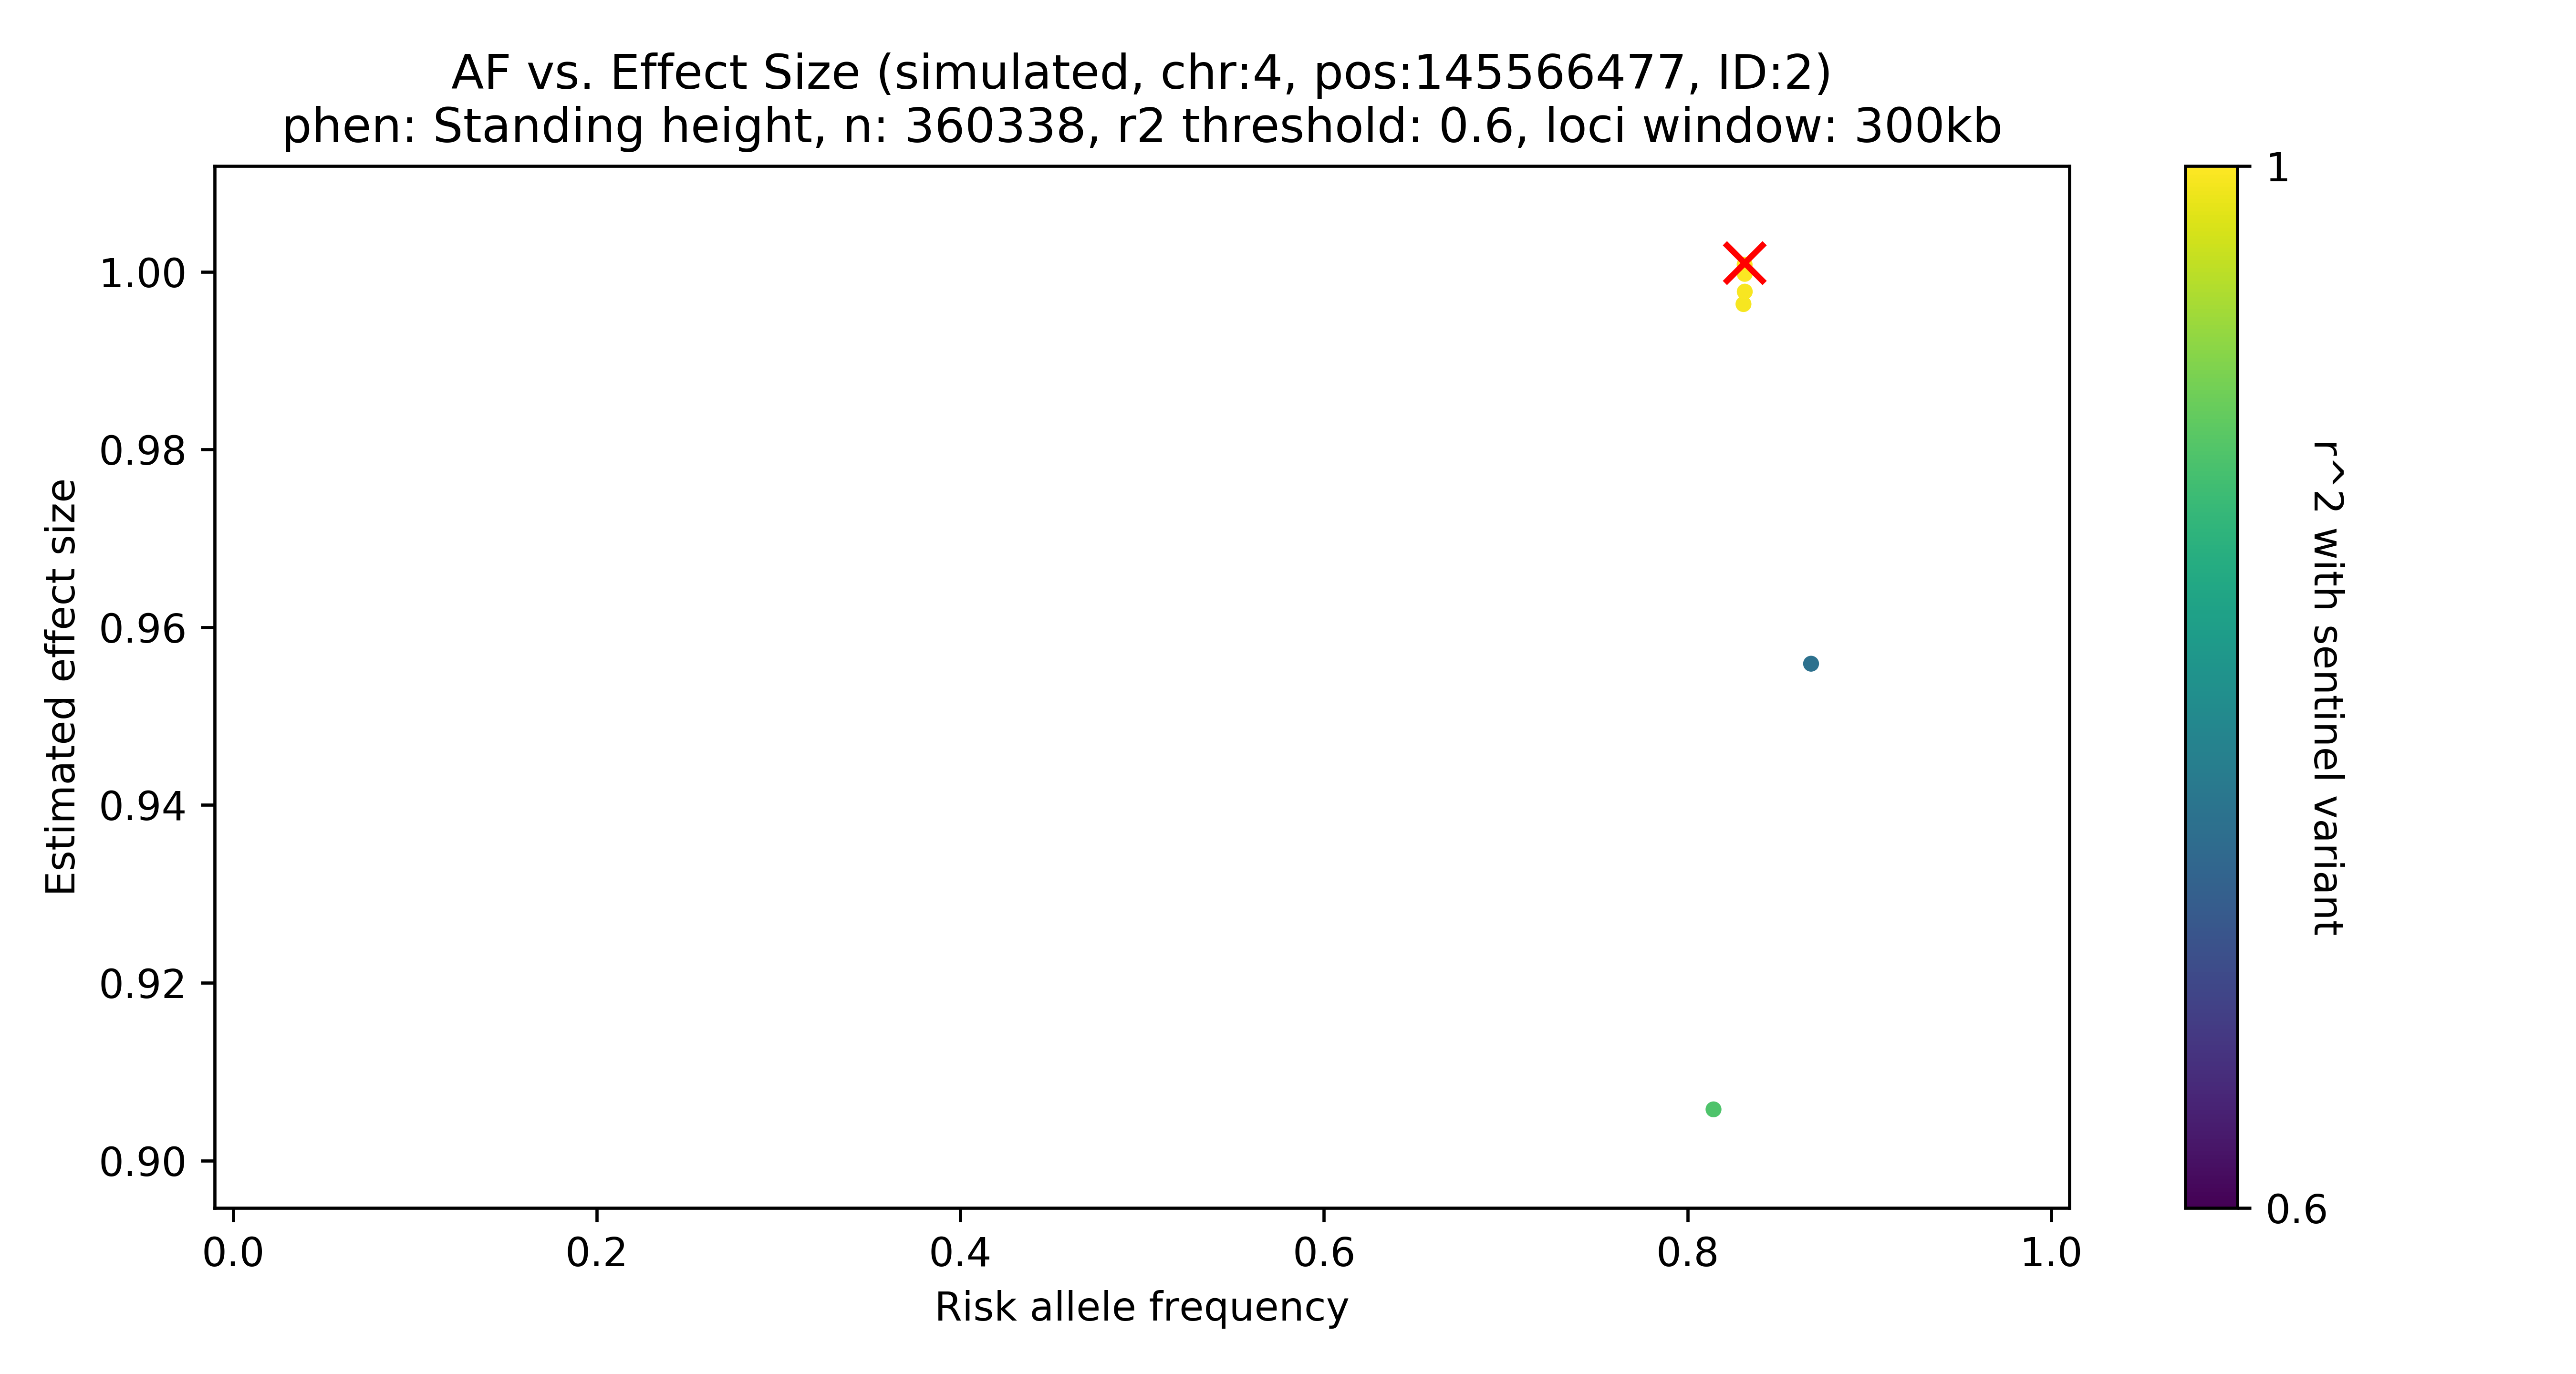 AF vs. Effect Size (simulated, chr:4, pos:145566477, ID:2)
phen: Standing height, n: 360338, r2 threshold: 0.6, loci window: 300kb
1.00
0.98
0.96
0.94
0.92
0.90
Estimated effect size
0.0
0.2
0.4
0.6
0.8
1.0
Risk allele frequency
1
0.6
r^2 with sentinel variant